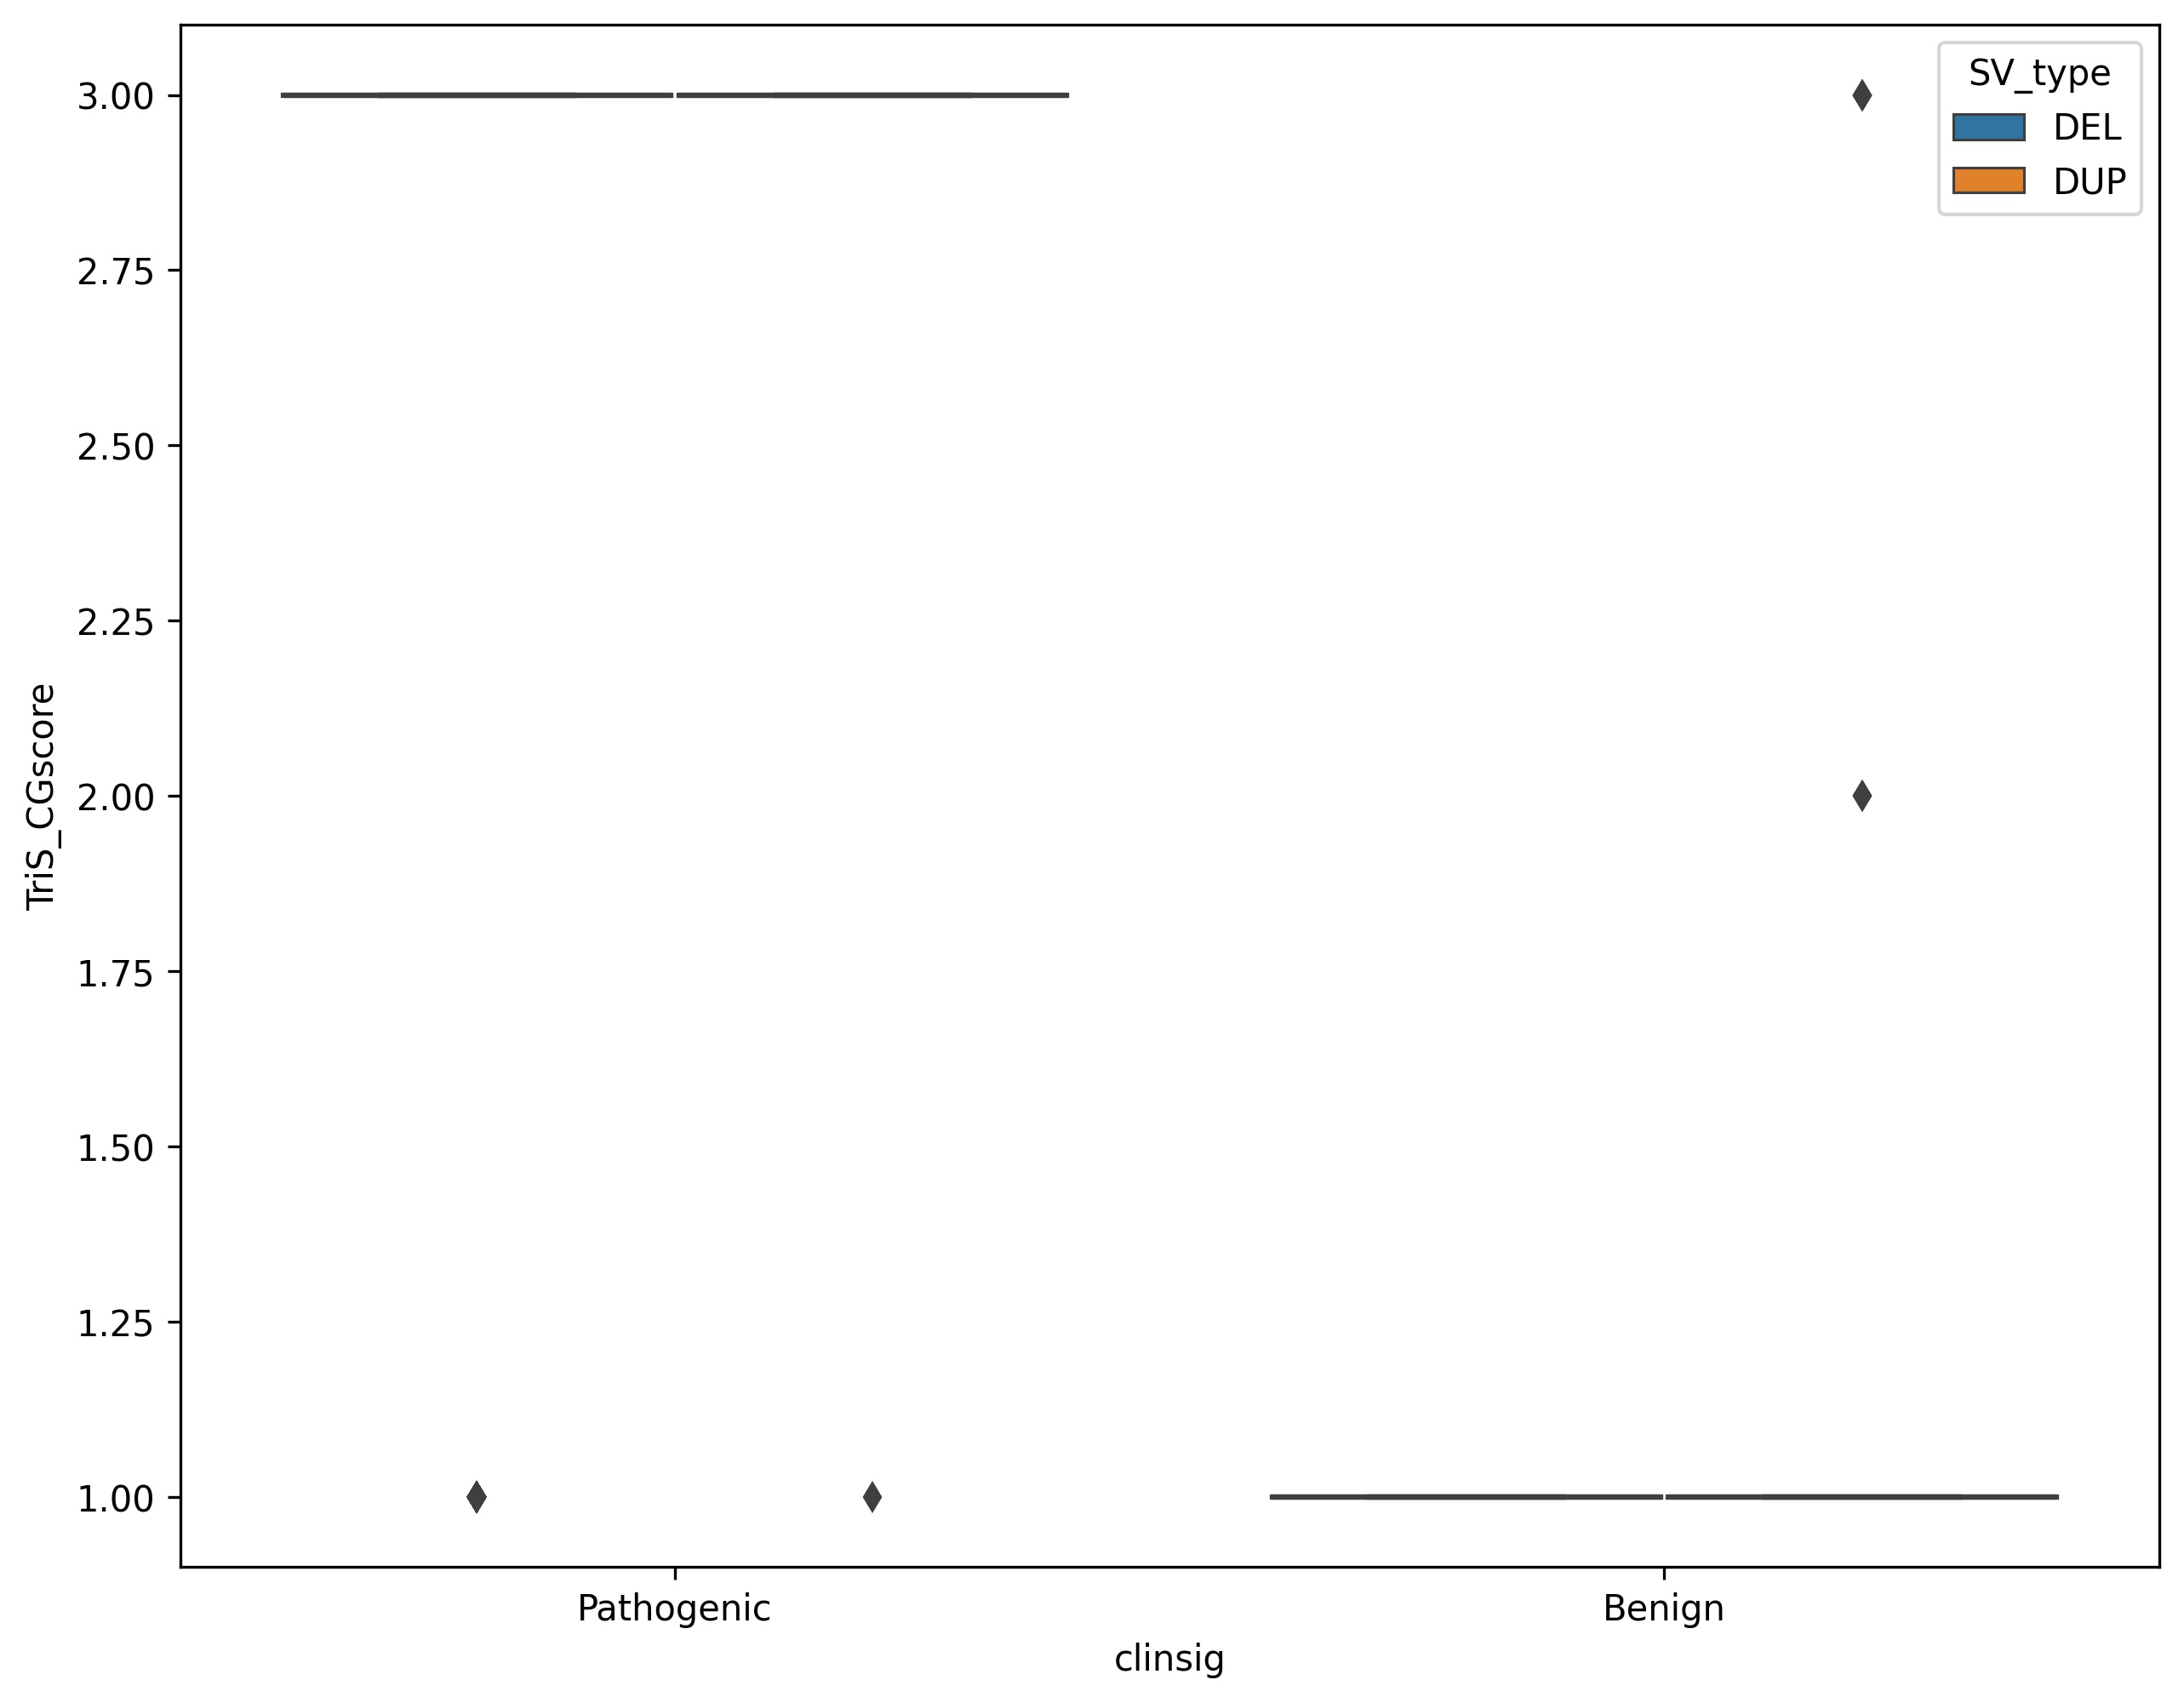 SV_type
DEL
DUP
3.00
2.75
2.50
2.25
2.00
1.75
1.50
1.25
1.00
TriS_CGscore
Pathogenic
Benign
clinsig